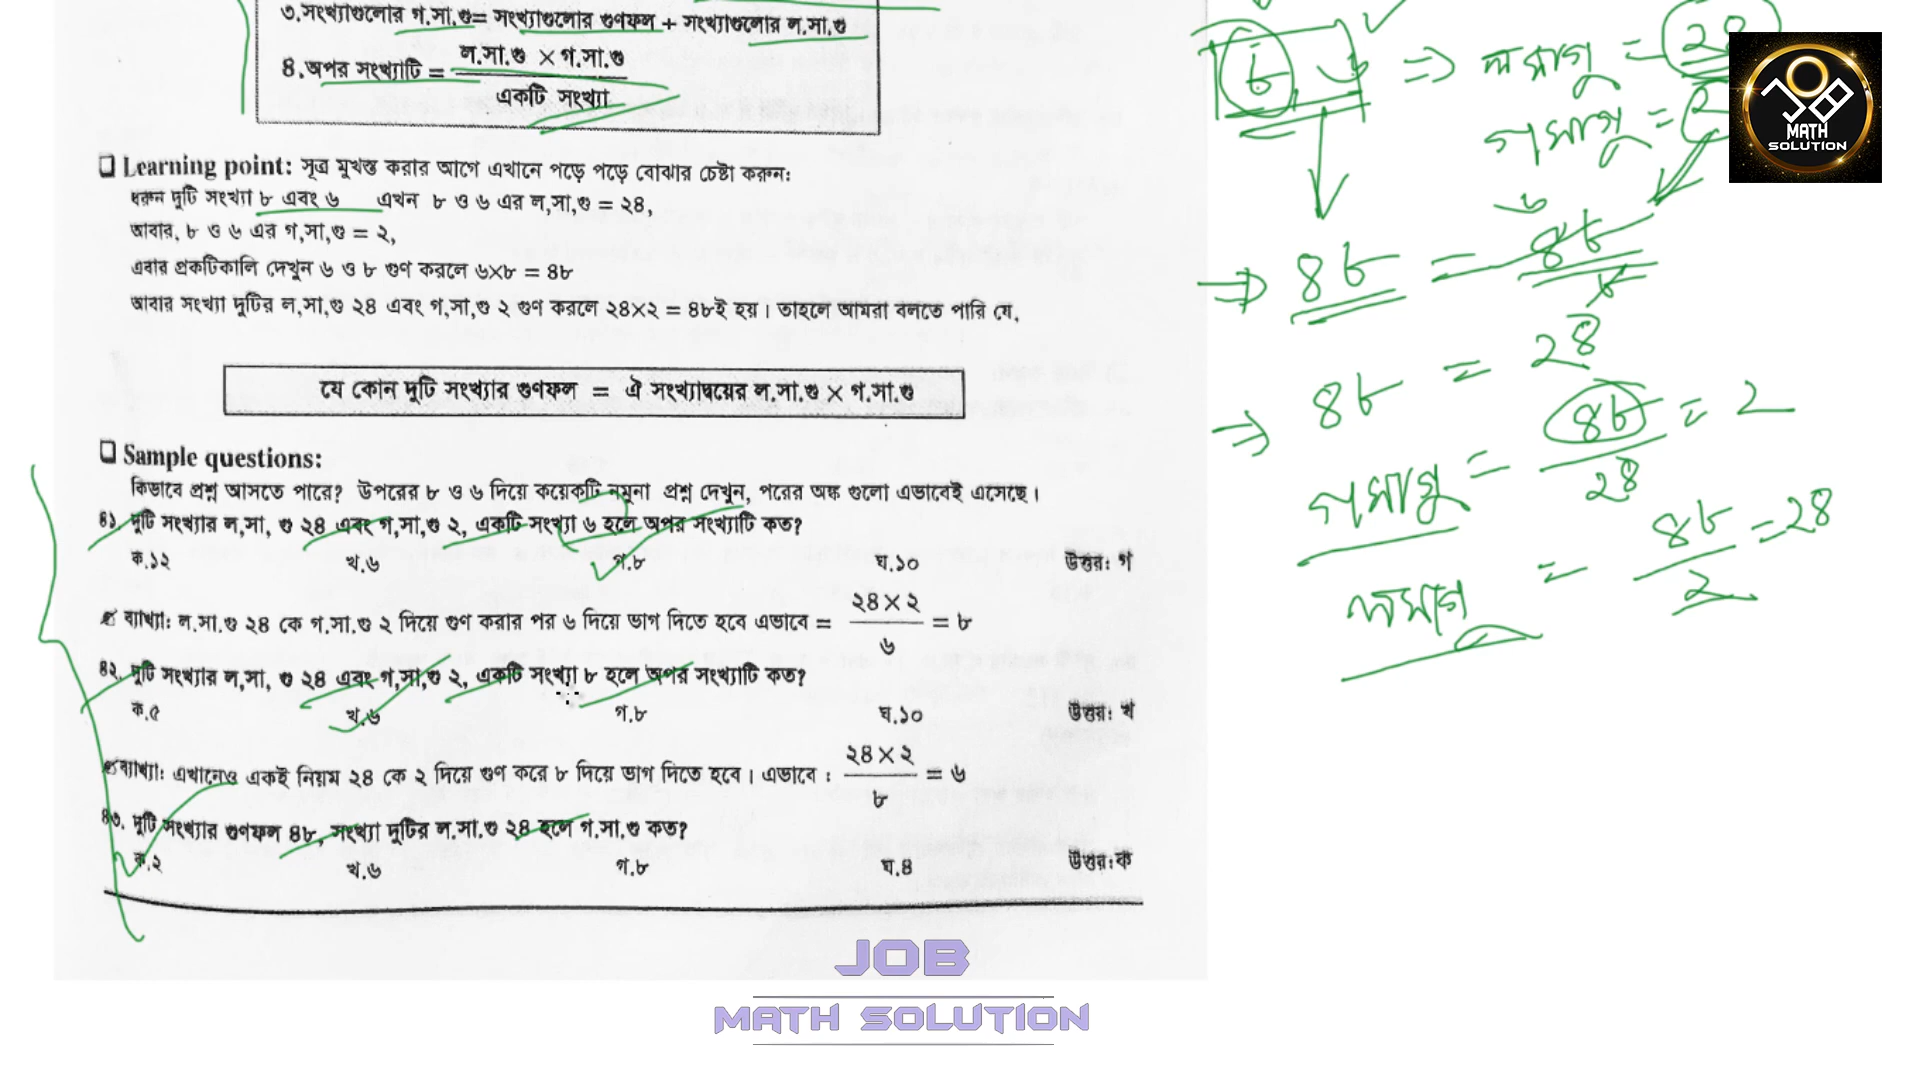 ৩.সংখ্যাগুলোর গ.সা.গু= সংখ্যাগুলোর গুণফল ÷ সংখ্যাগুলোর ল.সা.গু
৪.অপর সংখ্যাটি = ল.সা.গু × গ.সা.গু
একটি সংখ্যা
❑ Learning point: সূত্র মুখস্ত করার আগে এখানে পড়ে পড়ে বোঝার চেষ্টা করুন:
ধরুন দুটি সংখ্যা ৮ এবং ৬ এখন ৮ ও ৬ এর ল,সা,গু = ২৪,
আবার, ৮ ও ৬ এর গ,সা,গু = ২,
এবার প্রকটিকালি দেখুন ৬ ও ৮ গুণ করলে ৬×৮ = ৪৮
আবার সংখ্যা দুটির ল,সা,গু ২৪ এবং গ,সা,গু ২ গুণ করলে ২৪×২ = ৪৮ই হয়। তাহলে আমরা বলতে পারি যে,
যে কোন দুটি সংখ্যার গুণফল = ঐ সংখ্যাদ্বয়ের ল.সা.গু × গ.সা.গু
❑ Sample questions:
কিভাবে প্রশ্ন আসতে পারে? উপরের ৮ ও ৬ দিয়ে কয়েকটি নমুনা প্রশ্ন দেখুন, পরের অঙ্ক গুলো এভাবেই এসেছে।
৪১. দুটি সংখ্যার ল,সা, গু ২৪ এবং গ,সা,গু ২, একটি সংখ্যা ৬ হলে অপর সংখ্যাটি কত?
ক.১২ খ.৬ গ.৮ ঘ.১০ উত্তর: গ
ব্যাখ্যা: ল.সা.গু ২৪ কে গ.সা.গু ২ দিয়ে গুণ করার পর ৬ দিয়ে ভাগ দিতে হবে এভাবে = ২৪×২ = ৮
৬
৪২. দুটি সংখ্যার ল,সা, গু ২৪ এবং গ,সা,গু ২, একটি সংখ্যা ৮ হলে অপর সংখ্যাটি কত?
ক.৫ খ.৬ গ.৮ ঘ.১০ উত্তর: খ
ব্যাখ্যা: এখানেও একই নিয়ম ২৪ কে ২ দিয়ে গুণ করে ৮ দিয়ে ভাগ দিতে হবে। এভাবে : ২৪×২ = ৬
৮
৪৩. দুটি সংখ্যার গুণফল ৪৮, সংখ্যা দুটির ল.সা.গু ২৪ হলে গ.সা.গু কত?
ক.২ খ.৬ গ.৮ ঘ.৪ উত্তর:ক
৮ ৬ ⇒ লসাগু = ২৪
গসাগু = ২
৬
⇒ ৪৮ = ৪৮
৮
৪৮ = ২৪
⇒ গসাগু = ৪৮ = ২
২৪
লসাগু = ৪৮ = ২৪
২
MATH
SOLUTION
JOB
MATH SOLUTION